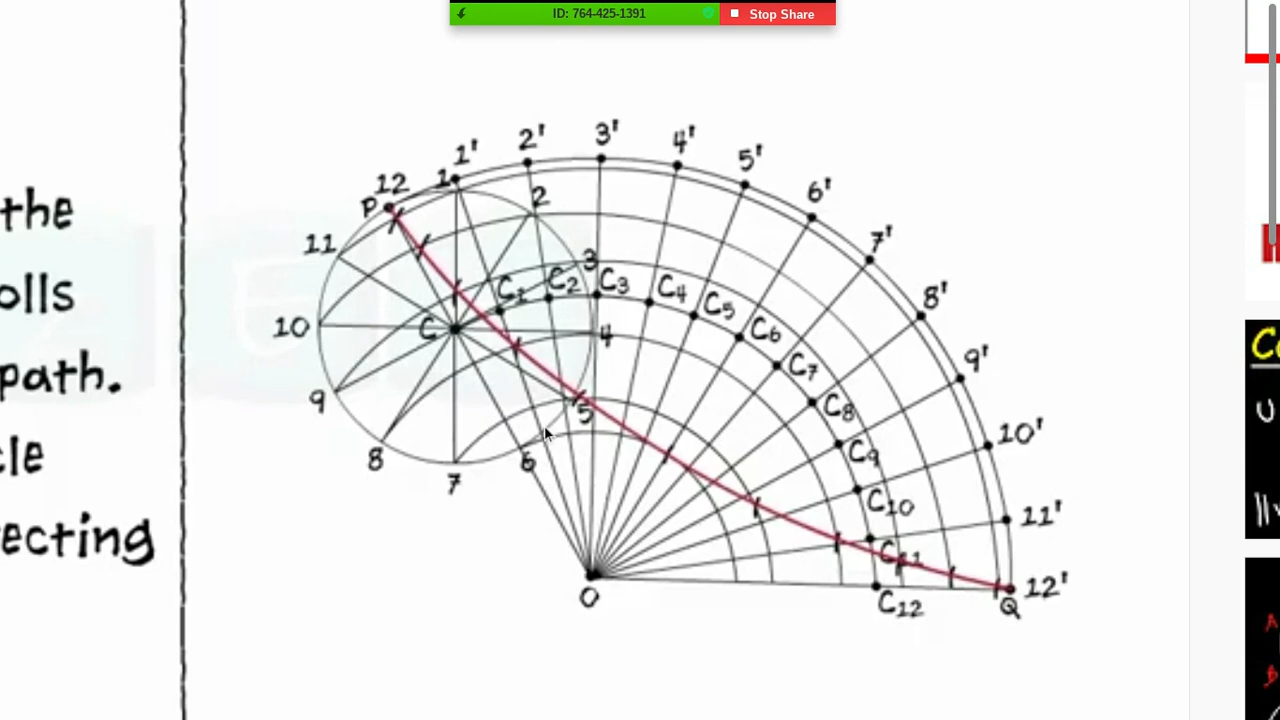 ID: 764-425-1391
Stop Share
the
olls
path.
cle
ecting
1'
2'
3'
4'
5'
6'
7'
8'
9'
10'
11'
12'
P
12
1
2
3
4
5
6
7
8
9
10
11
C
C1
C2
C3
C4
C5
C6
C7
C8
C9
C10
C11
C12
O
Q